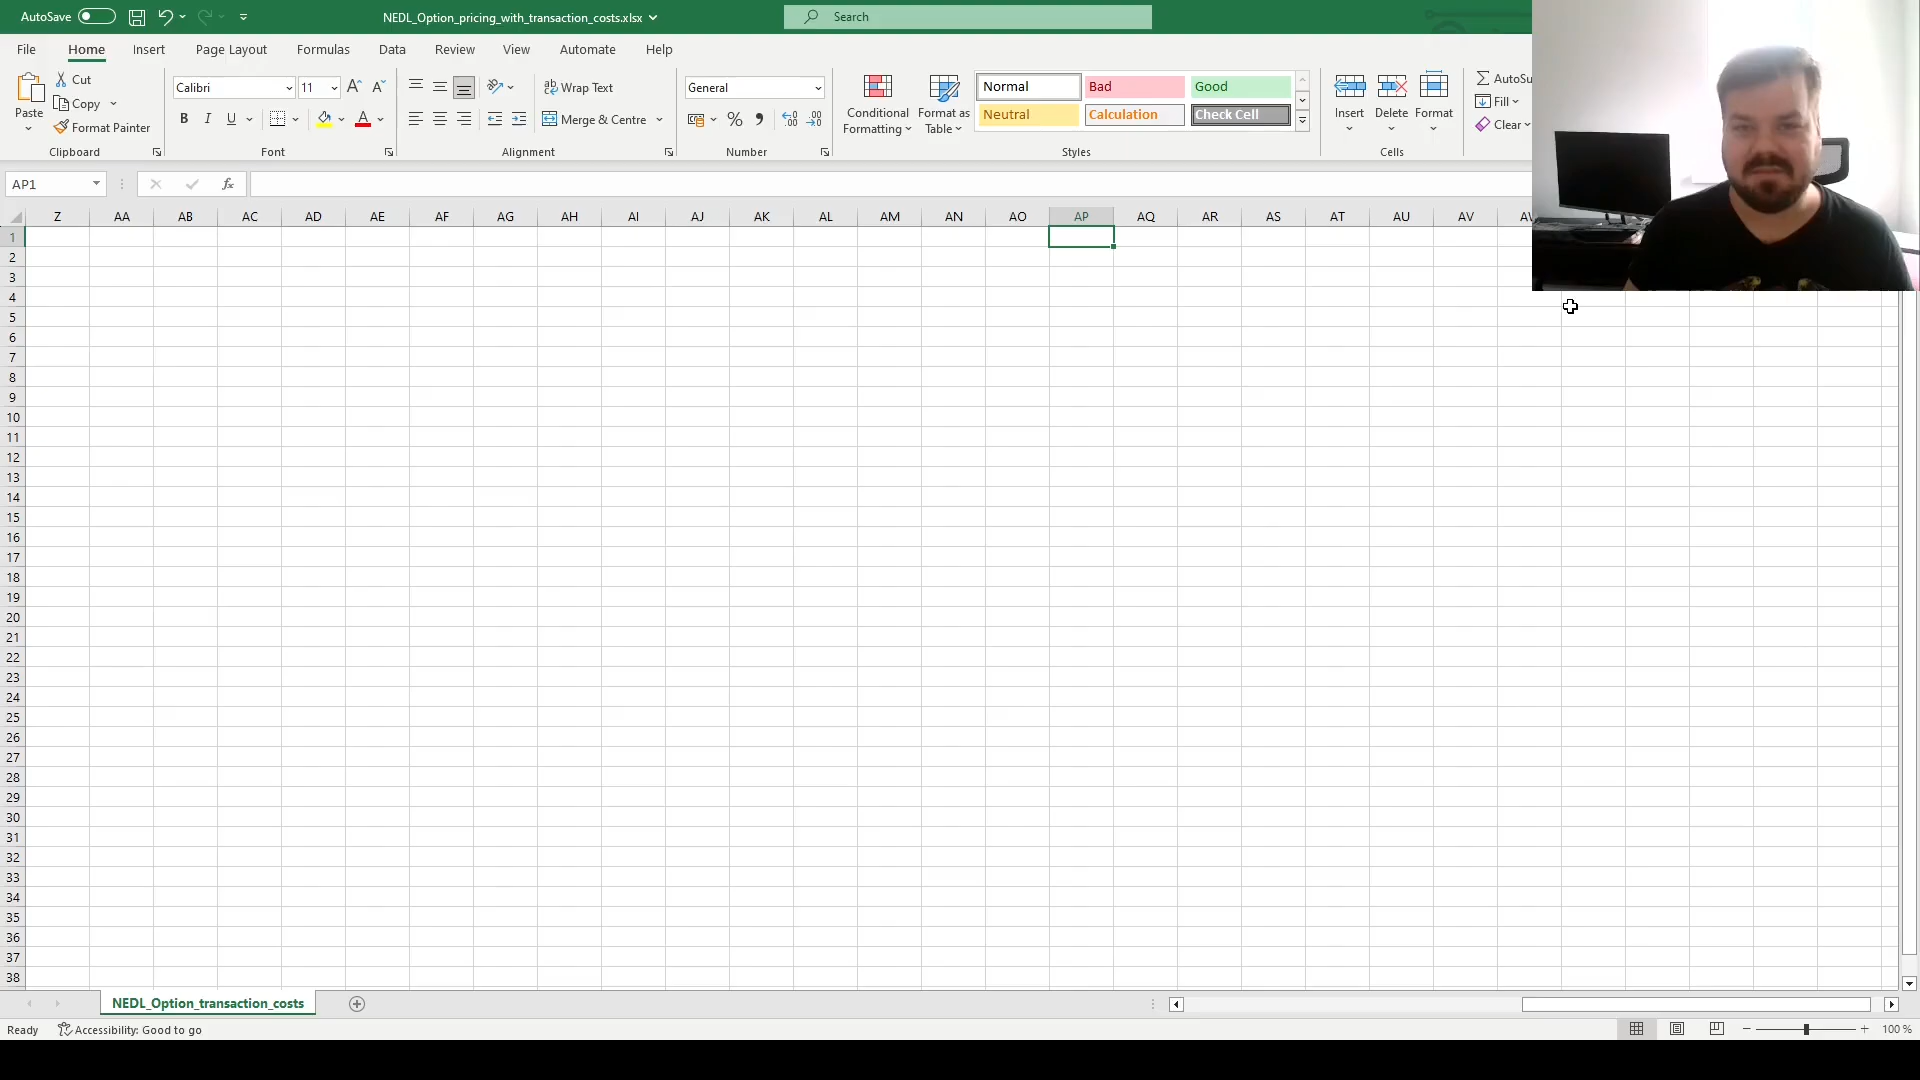 AutoSave
NEDL_Option_pricing_with_transaction_costs.xlsx
Search
File Home Insert Page Layout Formulas Data Review View Automate Help
Paste
Cut
Copy
Format Painter
Clipboard
Calibri 11
B I U
Font
Wrap Text
Merge & Centre
Alignment
General
Number
Conditional Formatting
Format as Table
Normal Bad Good
Neutral Calculation Check Cell
Styles
Insert Delete Format
Cells
AutoSu
Fill
Clear
AP1
fx
Z AA AB AC AD AE AF AG AH AI AJ AK AL AM AN AO AP AQ AR AS AT AU AV
1
2
3
4
5
6
7
8
9
10
11
12
13
14
15
16
17
18
19
20
21
22
23
24
25
26
27
28
29
30
31
32
33
34
35
36
37
38
NEDL_Option_transaction_costs
Ready Accessibility: Good to go 100 %